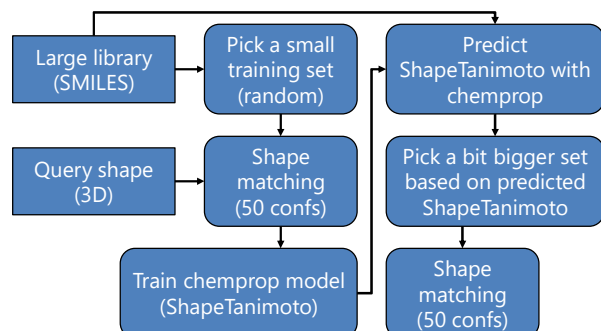 Large library
(SMILES)
Pick a small
training set
(random)
Predict
ShapeTanimoto with
chemprop
Query shape
(3D)
Shape
matching
(50 confs)
Pick a bit bigger set
based on predicted
ShapeTanimoto
Train chemprop model
(ShapeTanimoto)
Shape
matching
(50 confs)